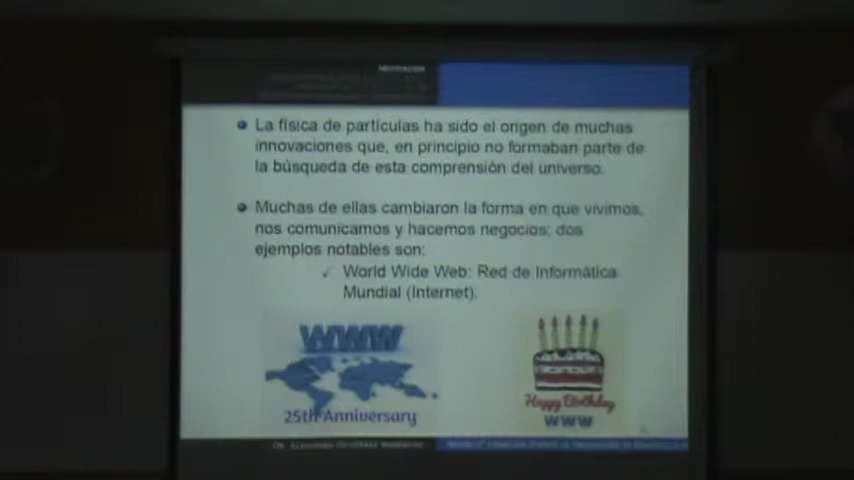 MOTIVACIÓN
La física de partículas ha sido el origen de muchas
innovaciones que, en principio no formaban parte de
la búsqueda de esta comprensión del universo.
Muchas de ellas cambiaron la forma en que vivimos,
nos comunicamos y hacemos negocios; dos
ejemplos notables son:
✓ World Wide Web: Red de Informática
Mundial (Internet).
WWW
25th Anniversary
Happy Birthday
WWW